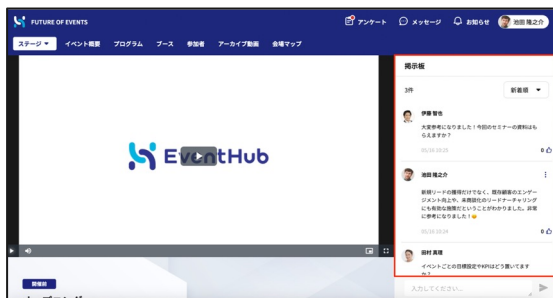 FUTURE OF EVENTS
アンケート
メッセージ
お知らせ
池田 隆之介
ステージ ▼
イベント概要
プログラム
ブース
参加者
アーカイブ動画
会場マップ
EventHub
開催前
掲示板
3件
新着順 ▼
伊藤 智也
大変参考になりました！今回のセミナーの資料はも
らえますか？
05/16 10:25
0
池田 隆之介
新規リードの獲得だけでなく、既存顧客のエンゲー
ジメント向上や、未商談化のリードナーチャリング
にも有効な施策だということがわかりました。非常
に参考になりました！😊
05/16 10:24
0
田村 真理
イベントごとの目標設定やKPIはどう置いてます
か？
入力してください...